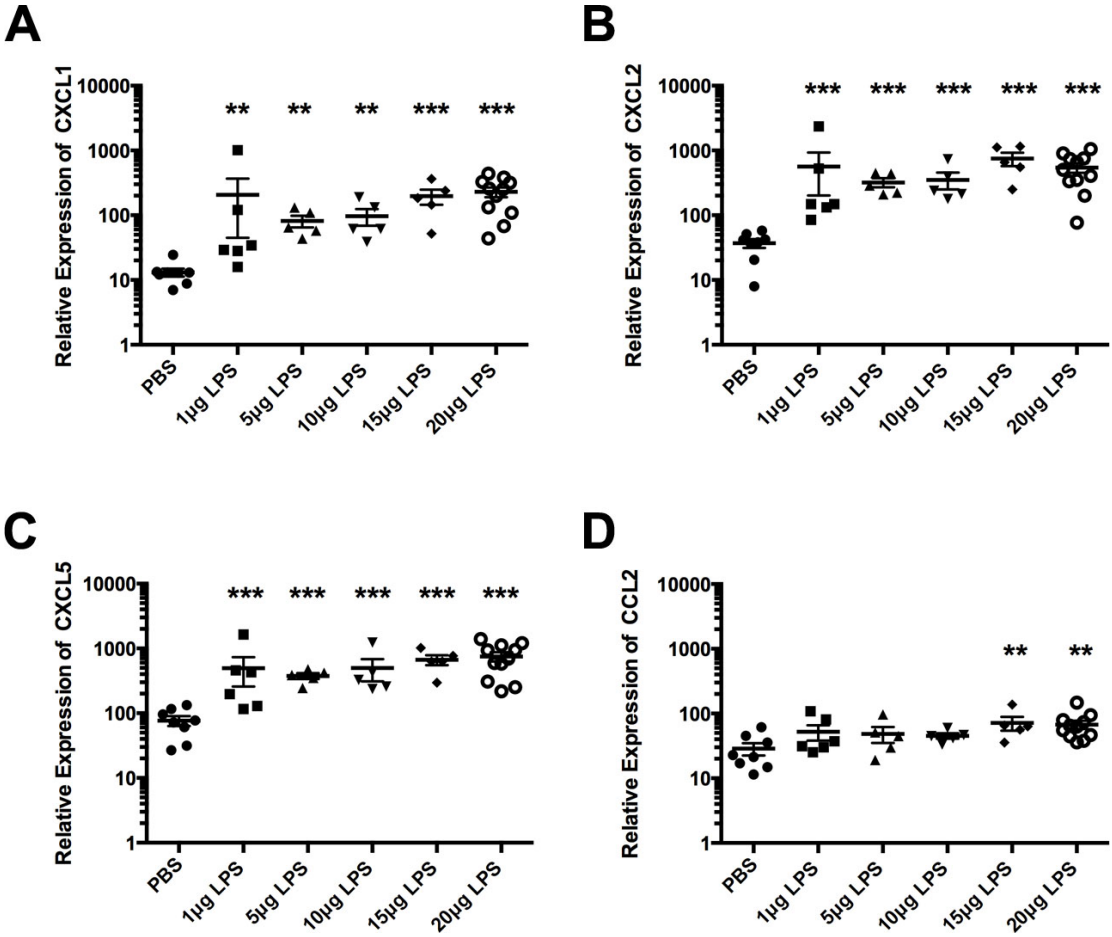 A
Relative Expression of CXCL1
10000
1000
100
10
1
** ** ** *** ***
PBS
1µg LPS
5µg LPS
10µg LPS
15µg LPS
20µg LPS
B
Relative Expression of CXCL2
10000
1000
100
10
1
*** *** *** *** ***
PBS
1µg LPS
5µg LPS
10µg LPS
15µg LPS
20µg LPS
C
Relative Expression of CXCL5
10000
1000
100
10
1
*** *** *** *** ***
PBS
1µg LPS
5µg LPS
10µg LPS
15µg LPS
20µg LPS
D
Relative Expression of CCL2
10000
1000
100
10
1
** **
PBS
1µg LPS
5µg LPS
10µg LPS
15µg LPS
20µg LPS